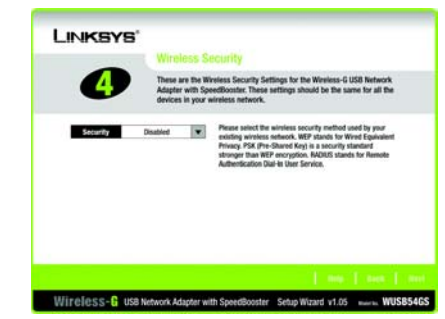 LINKSYS®
Wireless Security
4
These are the Wireless Security Settings for the Wireless-G USB Network
Adapter with SpeedBooster. These settings should be the same for all the
devices in your wireless network.
Security Disabled
Please select the wireless security method used by your
existing wireless network. WEP stands for Wired Equivalent
Privacy. PSK (Pre-Shared Key) is a security standard
stronger than WEP encryption. RADIUS stands for Remote
Authentication Dial-In User Service.
Help Back Next
Wireless-G USB Network Adapter with SpeedBooster Setup Wizard v1.05 WUSB54GS